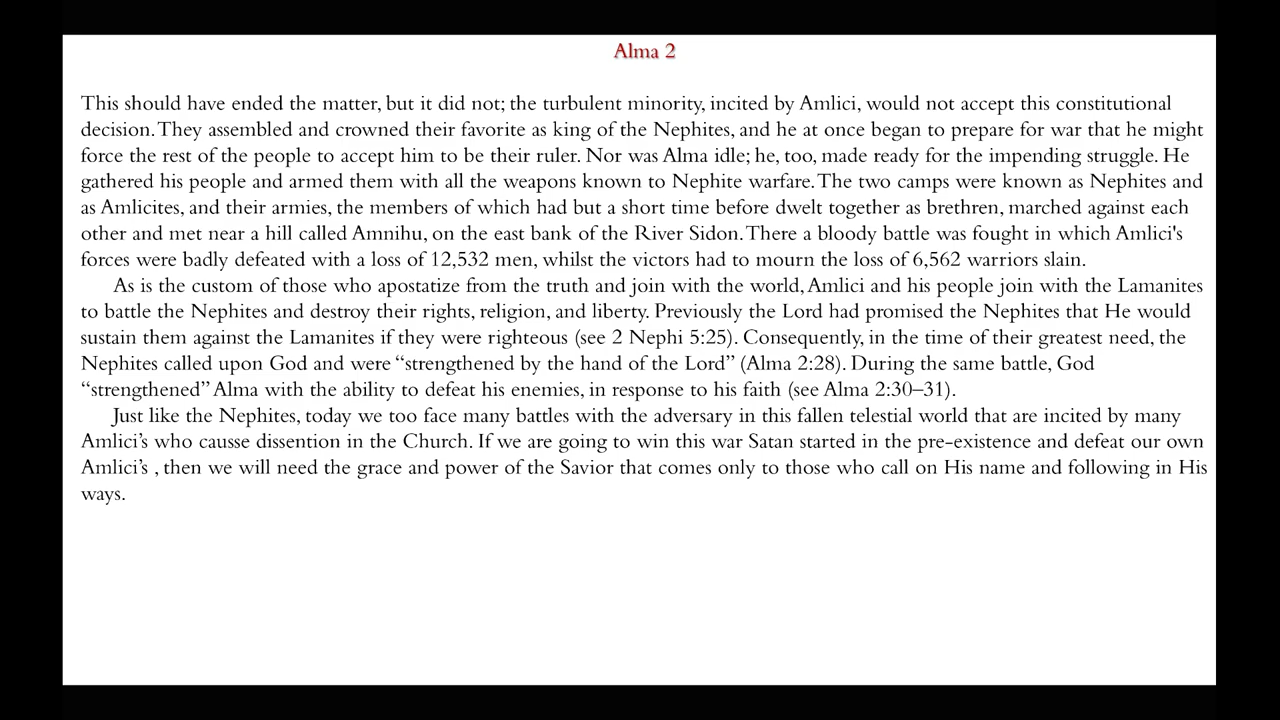 Alma 2
This should have ended the matter, but it did not; the turbulent minority, incited by Amlici, would not accept this constitutional
decision. They assembled and crowned their favorite as king of the Nephites, and he at once began to prepare for war that he might
force the rest of the people to accept him to be their ruler. Nor was Alma idle; he, too, made ready for the impending struggle. He
gathered his people and armed them with all the weapons known to Nephite warfare. The two camps were known as Nephites and
as Amlicites, and their armies, the members of which had but a short time before dwelt together as brethren, marched against each
other and met near a hill called Amnihu, on the east bank of the River Sidon. There a bloody battle was fought in which Amlici's
forces were badly defeated with a loss of 12,532 men, whilst the victors had to mourn the loss of 6,562 warriors slain.
As is the custom of those who apostatize from the truth and join with the world, Amlici and his people join with the Lamanites
to battle the Nephites and destroy their rights, religion, and liberty. Previously the Lord had promised the Nephites that He would
sustain them against the Lamanites if they were righteous (see 2 Nephi 5:25). Consequently, in the time of their greatest need, the
Nephites called upon God and were “strengthened by the hand of the Lord” (Alma 2:28). During the same battle, God
“strengthened” Alma with the ability to defeat his enemies, in response to his faith (see Alma 2:30–31).
Just like the Nephites, today we too face many battles with the adversary in this fallen telestial world that are incited by many
Amlici’s who causse dissention in the Church. If we are going to win this war Satan started in the pre-existence and defeat our own
Amlici’s , then we will need the grace and power of the Savior that comes only to those who call on His name and following in His
ways.